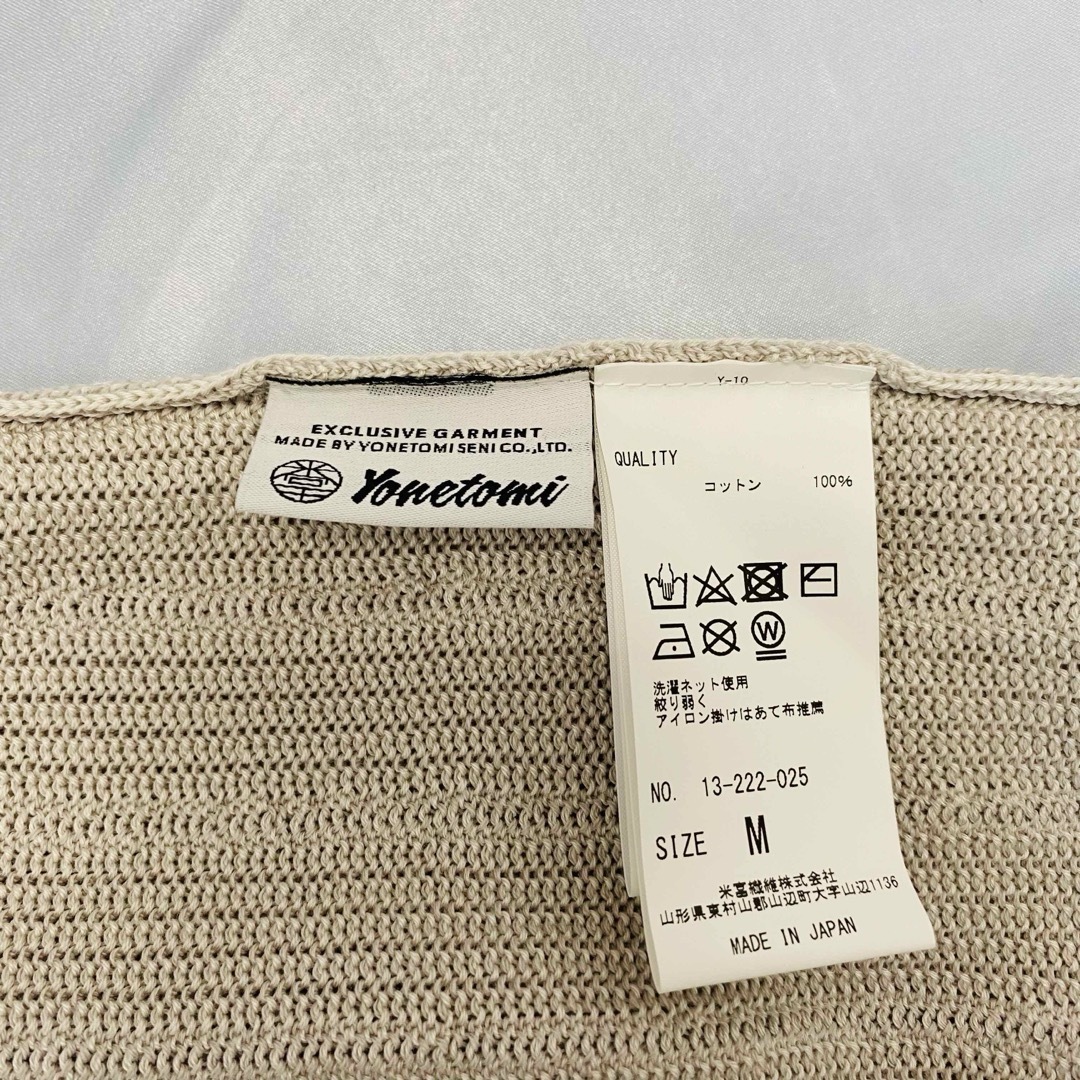 EXCLUSIVE GARMENT
MADE BY YONETOMI SENI CO.,LTD.
Yonetomi
Y-10
QUALITY
コットン 100%
W
洗濯ネット使用
絞り弱く
アイロン掛けはあて布推薦
NO. 13-222-025
SIZE M
米富繊維株式会社
山形県東村山郡山辺町大字山辺1136
MADE IN JAPAN